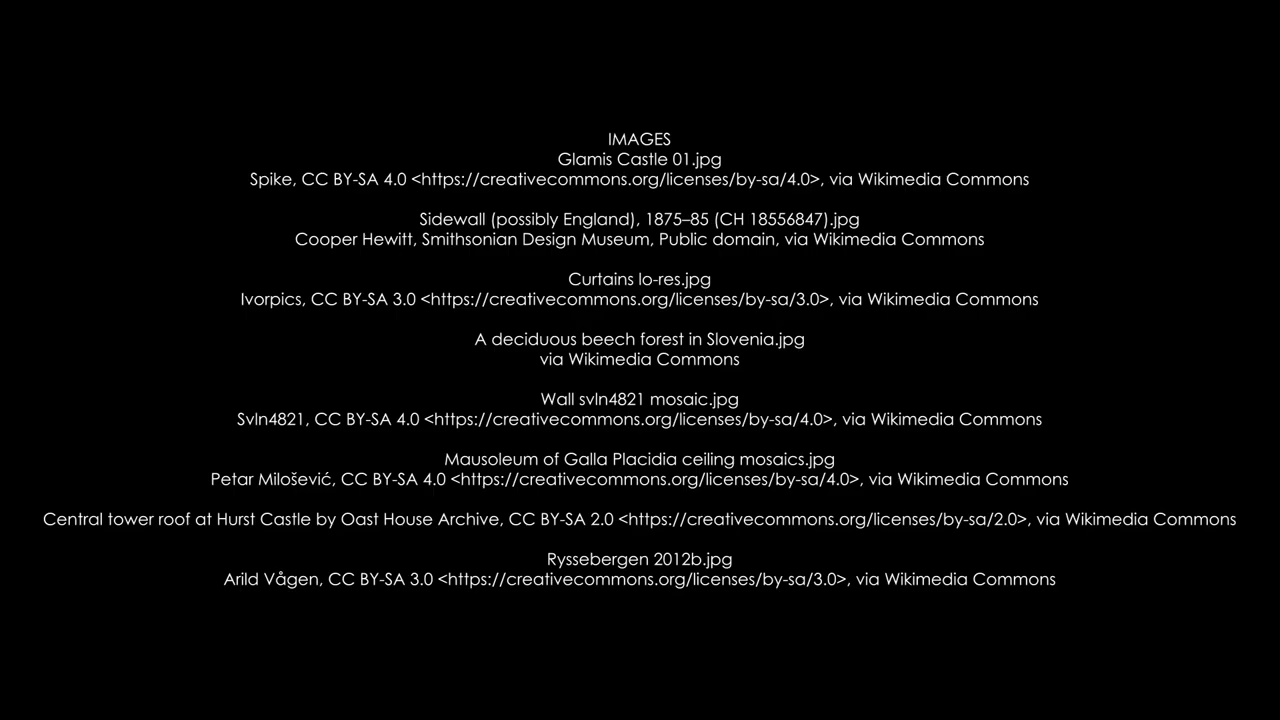 IMAGES
Glamis Castle 01.jpg
Spike, CC BY-SA 4.0 <https://creativecommons.org/licenses/by-sa/4.0>, via Wikimedia Commons
Sidewall (possibly England), 1875–85 (CH 18556847).jpg
Cooper Hewitt, Smithsonian Design Museum, Public domain, via Wikimedia Commons
Curtains lo-res.jpg
Ivorpics, CC BY-SA 3.0 <https://creativecommons.org/licenses/by-sa/3.0>, via Wikimedia Commons
A deciduous beech forest in Slovenia.jpg
via Wikimedia Commons
Wall svln4821 mosaic.jpg
Svln4821, CC BY-SA 4.0 <https://creativecommons.org/licenses/by-sa/4.0>, via Wikimedia Commons
Mausoleum of Galla Placidia ceiling mosaics.jpg
Petar Milošević, CC BY-SA 4.0 <https://creativecommons.org/licenses/by-sa/4.0>, via Wikimedia Commons
Central tower roof at Hurst Castle by Oast House Archive, CC BY-SA 2.0 <https://creativecommons.org/licenses/by-sa/2.0>, via Wikimedia Commons
Ryssebergen 2012b.jpg
Arild Vågen, CC BY-SA 3.0 <https://creativecommons.org/licenses/by-sa/3.0>, via Wikimedia Commons